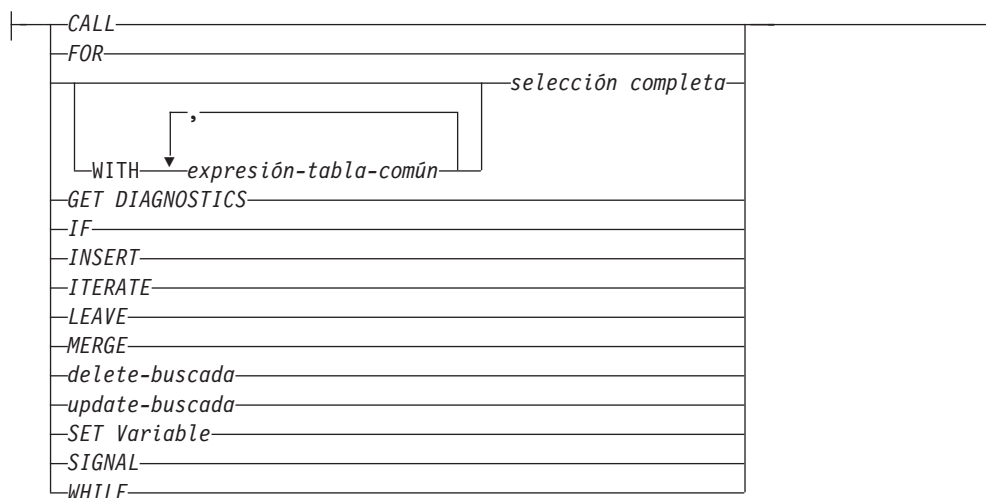 CALL
FOR
selección completa
,
WITH expresión-tabla-común
GET DIAGNOSTICS
IF
INSERT
ITERATE
LEAVE
MERGE
delete-buscada
update-buscada
SET Variable
SIGNAL
WHILE